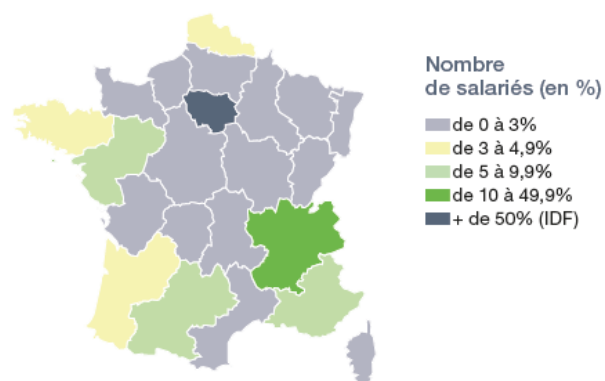 Nombre
de salariés (en %)
de 0 à 3%
de 3 à 4,9%
de 5 à 9,9%
de 10 à 49,9%
+ de 50% (IDF)